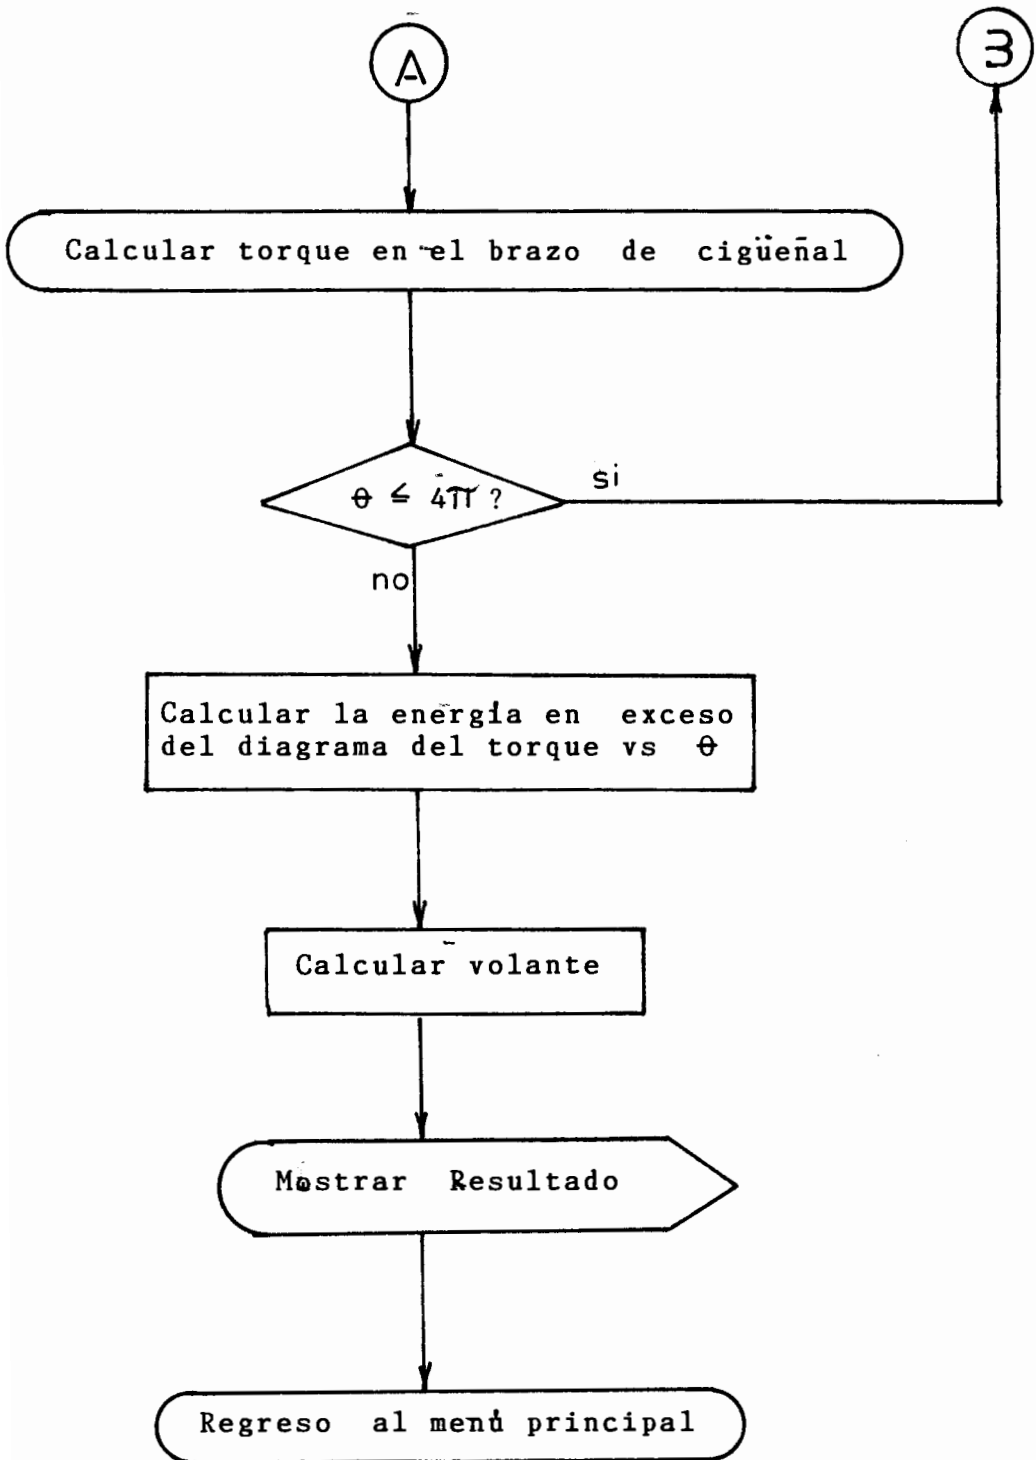 A
B
Calcular torque en el brazo de cigüeñal
θ ≤ 4π ?
si
no
Calcular la energía en exceso
del diagrama del torque vs θ
Calcular volante
Mostrar Resultado
Regreso al menú principal